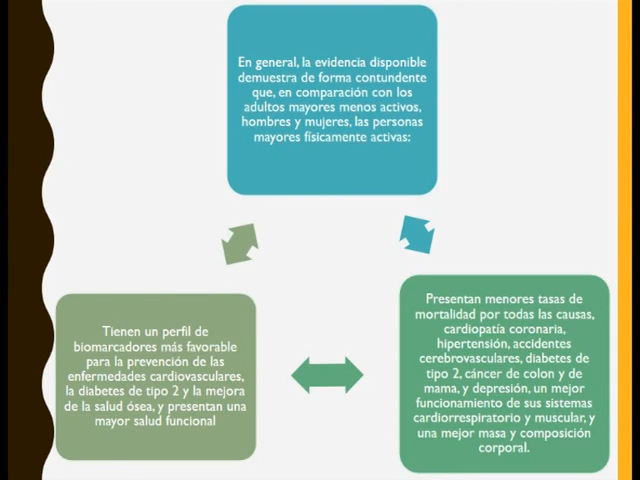 En general, la evidencia disponible
demuestra de forma contundente
que, en comparación con los
adultos mayores menos activos,
hombres y mujeres, las personas
mayores físicamente activas:
Tienen un perfil de
biomarcadores más favorable
para la prevención de las
enfermedades cardiovasculares,
la diabetes de tipo 2 y la mejora
de la salud ósea, y presentan una
mayor salud funcional
Presentan menores tasas de
mortalidad por todas las causas,
cardiopatía coronaria,
hipertensión, accidentes
cerebrovasculares, diabetes de
tipo 2, cáncer de colon y de
mama, y depresión, un mejor
funcionamiento de sus sistemas
cardiorrespiratorio y muscular, y
una mejor masa y composición
corporal.